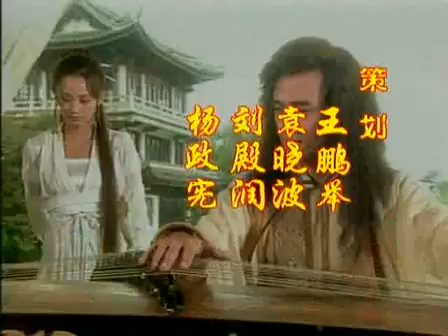 策划
王鹏举
袁晓波
刘殿润
杨政宪